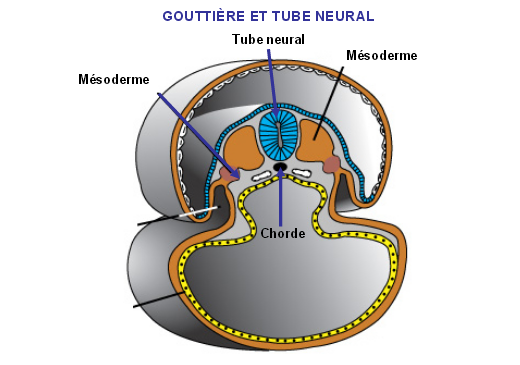 GOUTTIÈRE ET TUBE NEURAL
Tube neural
Mésoderme
Mésoderme
Chorde